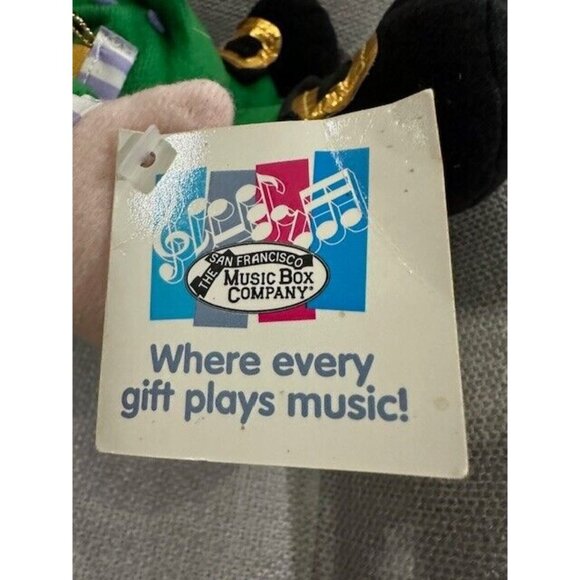 THE SAN FRANCISCO
MUSIC BOX
COMPANY®
Where every
gift plays music!